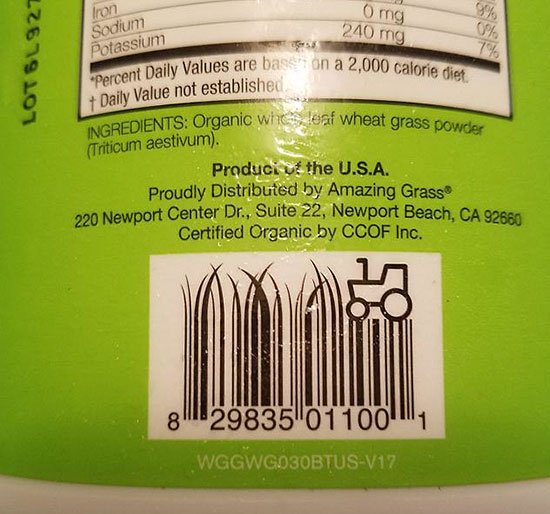 Iron 9%
Sodium 0 mg 0%
Potassium 240 mg 7%
*Percent Daily Values are based on a 2,000 calorie diet.
† Daily Value not established
INGREDIENTS: Organic whole leaf wheat grass powder
(Triticum aestivum).
Product of the U.S.A.
Proudly Distributed by Amazing Grass®
220 Newport Center Dr., Suite 22, Newport Beach, CA 92660
Certified Organic by CCOF Inc.
8 29835 01100 1
WGGWG030BTUS-V17
LOT6L927